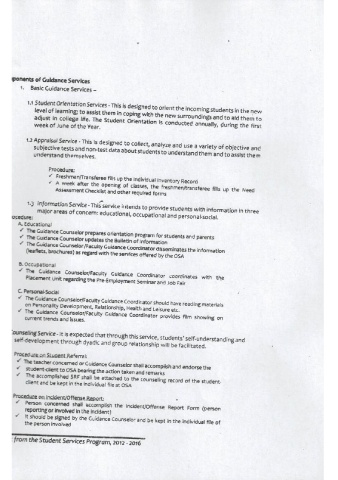 ponents of Guidance Services
1. Basic Guidance Services –
1.1 Student Orientation Services - This is designed to orient the incoming students in the new
level of learning; to assist them in coping with the new surroundings and to aid them to
adjust in college life. The Student Orientation is conducted annually, during the first
week of June of the Year.
1.2 Appraisal Service - This is designed to collect, analyze and use a variety of objective and
subjective tests and non-test data about students to understand them and to assist them
understand themselves.
Procedure:
✓ Freshmen/Transferee fills up the Individual Inventory Record
✓ A week after the opening of classes, the freshmen/transferee fills up the Need
Assessment Checklist and other required forms
1.3 Information Service - This service intends to provide students with information in three
major areas of concern: educational, occupational and personal-social.
ocedure:
A. Educational
✓ The Guidance Counselor prepares orientation program for students and parents
✓ The Guidance Counselor updates the Bulletin of Information
✓ The Guidance Counselor/Faculty Guidance Coordinator disseminates the information
(leaflets, brochures) as regard with the services offered by the OSA
B. Occupational
✓ The Guidance Counselor/Faculty Guidance Coordinator coordinates with the
Placement Unit regarding the Pre-Employment Seminar and Job Fair
C. Personal-Social
✓ The Guidance Counselor/Faculty Guidance Coordinator should have reading materials
on Personality Development, Relationship, Health and Leisure etc.
✓ The Guidance Counselor/Faculty Guidance Coordinator provides film showing on
current trends and issues.
ounseling Service - It is expected that through this service, students' self-understanding and
self-development through dyadic and group relationship will be facilitated.
Procedure on Student Referral:
✓ The teacher concerned or Guidance Counselor shall accomplish and endorse the
✓ student-client to OSA bearing the action taken and remarks
✓ The accomplished SRF shall be attached to the counseling record of the student-
client and be kept in the individual file at OSA
Procedure on Incident/Offense Report:
✓ Person concerned shall accomplish the Incident/Offense Report Form (person
reporting or involved in the incident)
✓ It should be signed by the Guidance Counselor and be kept in the individual file of
the person involved
from the Student Services Program, 2012 - 2016